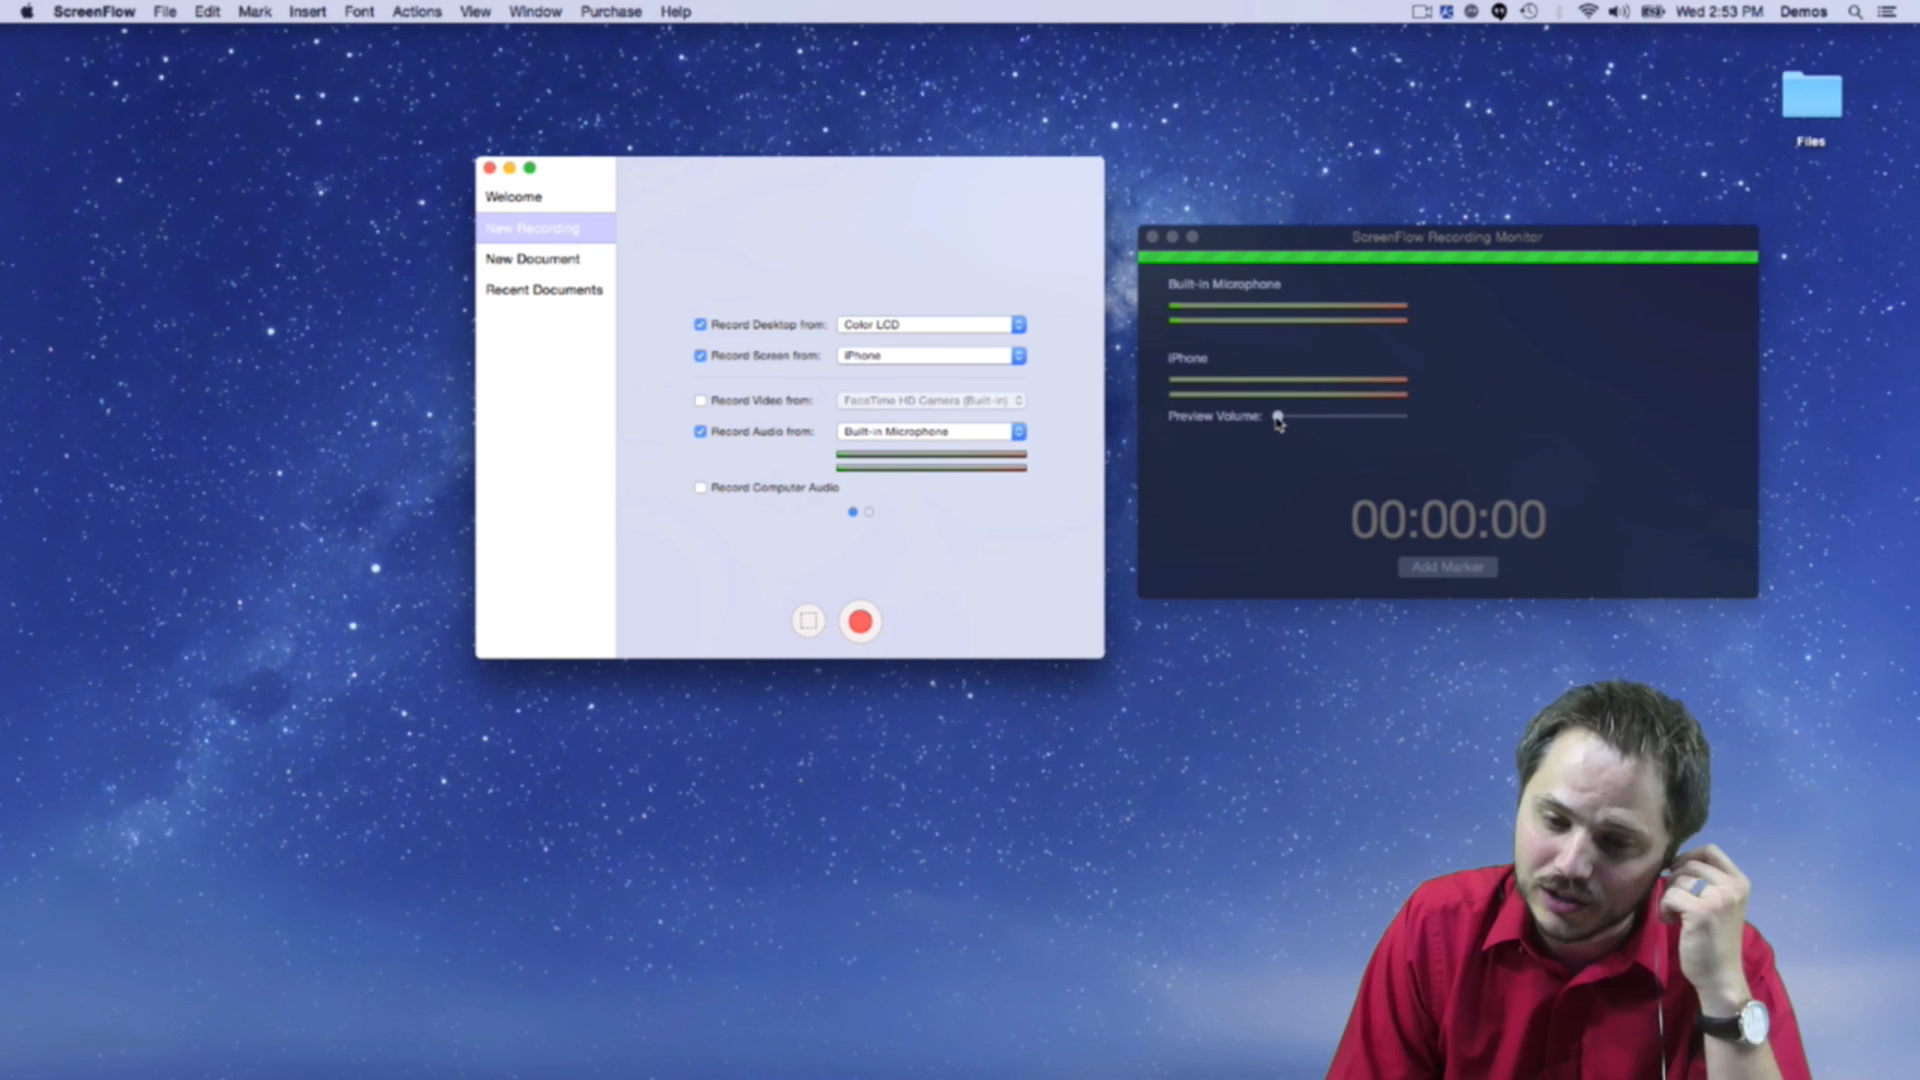 ScreenFlow File Edit Mark Insert Font Actions View Window Purchase Help
Wed 2:53 PM Demos
Files
Welcome
New Recording
New Document
Recent Documents
Record Desktop from: Color LCD
Record Screen from: iPhone
Record Video from: FaceTime HD Camera (Built-in)
Record Audio from: Built-in Microphone
Record Computer Audio
ScreenFlow Recording Monitor
Built-in Microphone
iPhone
Preview Volume:
00:00:00
Add Marker